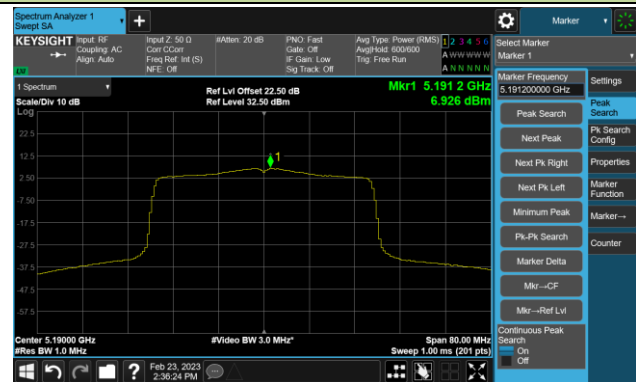 Spectrum Analyzer 1
Swept SA
Marker
KEYSIGHT
Input: RF
Coupling: AC
Align: Auto
Input Z: 50 Ω
Corr CCorr
Freq Ref: Int (S)
NFE: Off
#Atten: 20 dB
PNO: Fast
Gate: Off
IF Gain: Low
Sig Track: Off
Avg Type: Power (RMS)
Avg|Hold: 600/600
Trig: Free Run
1 2 3 4 5 6
A W W W W W
A N N N N N
Select Marker
Marker 1
1 Spectrum
Scale/Div 10 dB
Log
Ref Lvl Offset 22.50 dB
Ref Level 32.50 dBm
Mkr1 5.191 2 GHz
6.926 dBm
22.5
12.5
2.50
-7.50
-17.5
-27.5
-37.5
-47.5
-57.5
1
Center 5.19000 GHz
#Res BW 1.0 MHz
#Video BW 3.0 MHz*
Span 80.00 MHz
Sweep 1.00 ms (201 pts)
Marker Frequency
5.191200000 GHz
Peak Search
Next Peak
Next Pk Right
Next Pk Left
Minimum Peak
Pk-Pk Search
Marker Delta
Mkr→CF
Mkr→Ref Lvl
Continuous Peak
Search
On
Off
Settings
Peak
Search
Pk Search
Config
Properties
Marker
Function
Marker→
Counter
Feb 23, 2023
2:36:24 PM